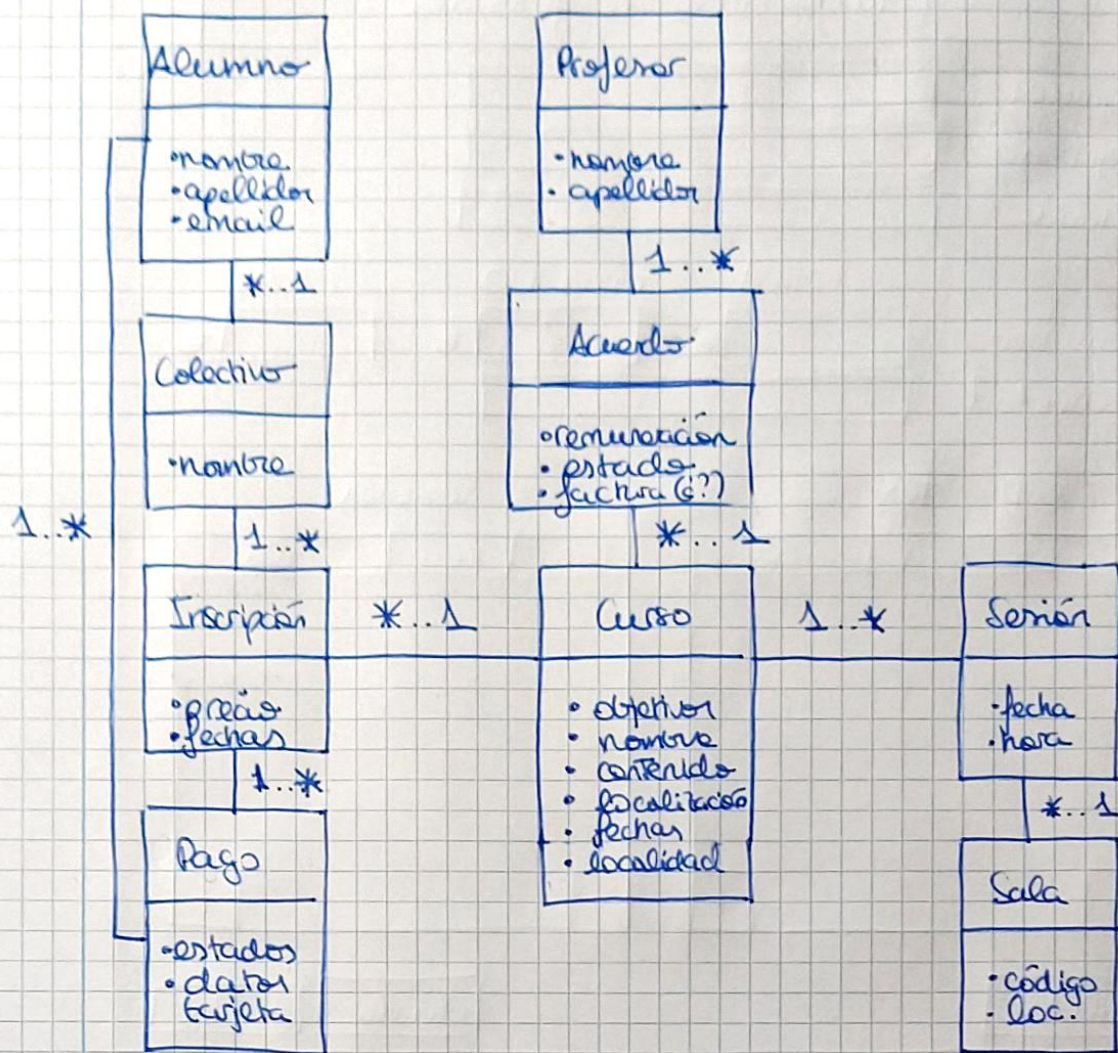 Alumno
•nombre
•apellidos
•email
*..1
Colectivo
•nombre
1..*
1..*
Inscripción
•precio
•fechas
1..*
Pago
•estados
•datos
tarjeta
Profesor
•nombre
•apellidos
1..*
Acuerdo
•remuneración
•estado
•factura (¿?)
*..1
*..1
Curso
•objetivos
•nombre
•contenido
•focalización
•fechas
•localidad
1..*
Sesión
•fecha
•hora
*..1
Sala
•código
•loc.